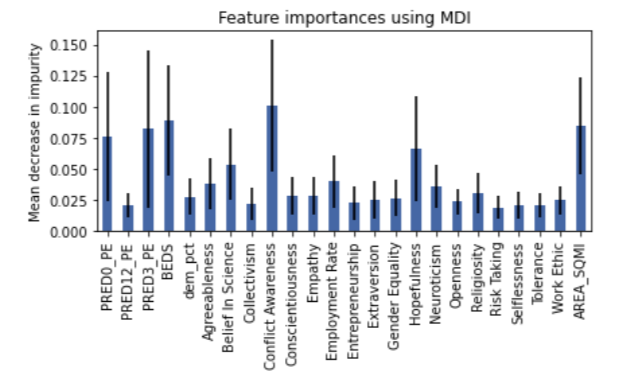 Feature importances using MDI
Mean decrease in impurity
0.150
0.125
0.100
0.075
0.050
0.025
0.000
PRED0_PE
PRED12_PE
PRED3_PE
BEDS
dem_pct
Agreeableness
Belief In Science
Collectivism
Conflict Awareness
Conscientiousness
Empathy
Employment Rate
Entrepreneurship
Extraversion
Gender Equality
Hopefulness
Neuroticism
Openness
Religiosity
Risk Taking
Selflessness
Tolerance
Work Ethic
AREA_SQMI